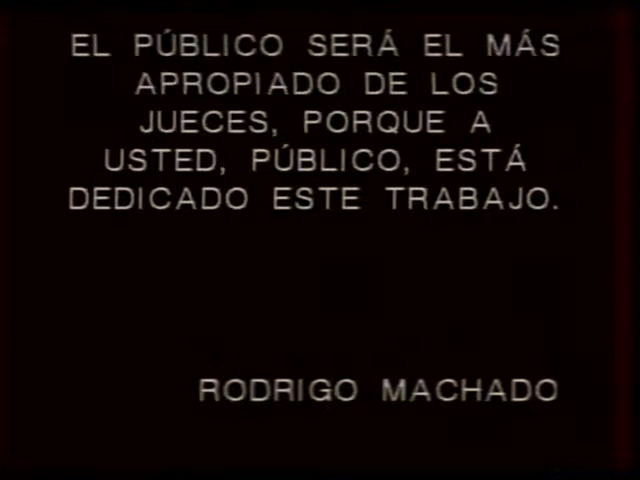 EL PÚBLICO SERÁ EL MÁS
APROPIADO DE LOS
JUECES, PORQUE A
USTED, PÚBLICO, ESTÁ
DEDICADO ESTE TRABAJO.
RODRIGO MACHADO